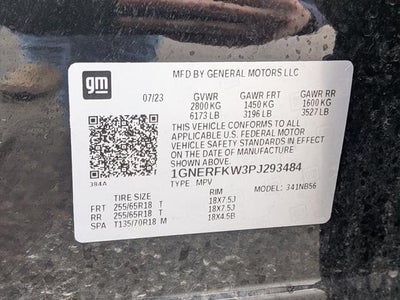 gm
MFD BY GENERAL MOTORS LLC
07/23 GVWR GAWR FRT GAWR RR
2800 KG 1450 KG 1600 KG
6173 LB 3196 LB 3527 LB
THIS VEHICLE CONFORMS TO ALL
APPLICABLE U.S. FEDERAL MOTOR
VEHICLE SAFETY STANDARDS IN EFFECT
ON THE DATE OF MANUFACTURE
SHOWN ABOVE.
1GNERFKW3PJ293484
384A TYPE: MPV MODEL: 341NB56
TIRE SIZE RIM
FRT 255/65R18 T 18X7.5J
RR 255/65R18 T 18X7.5J
SPA T135/70R18 M 18X4.5B